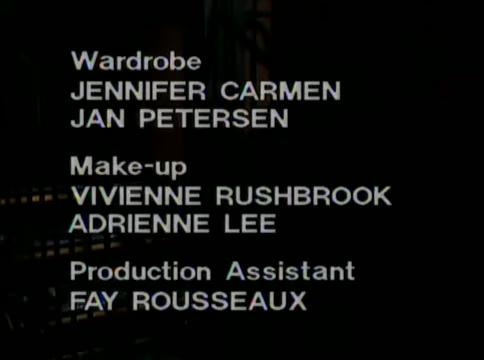 Wardrobe
JENNIFER CARMEN
JAN PETERSEN
Make-up
VIVIENNE RUSHBROOK
ADRIENNE LEE
Production Assistant
FAY ROUSSEAUX